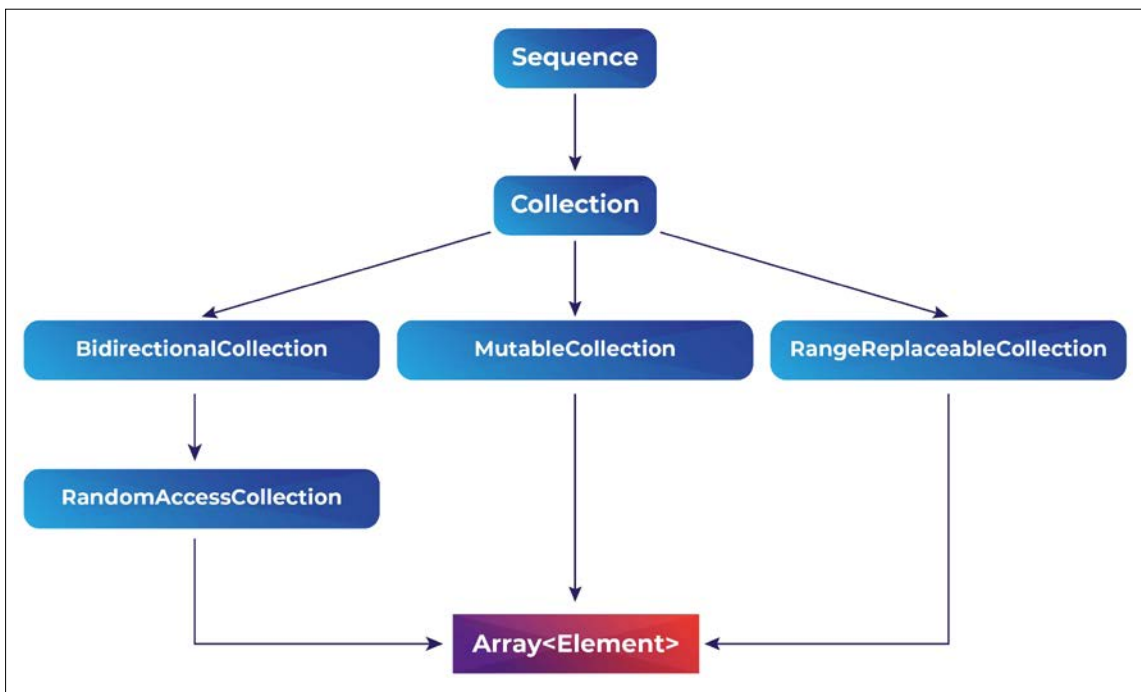 Sequence
Collection
BidirectionalCollection
MutableCollection
RangeReplaceableCollection
RandomAccessCollection
Array<Element>